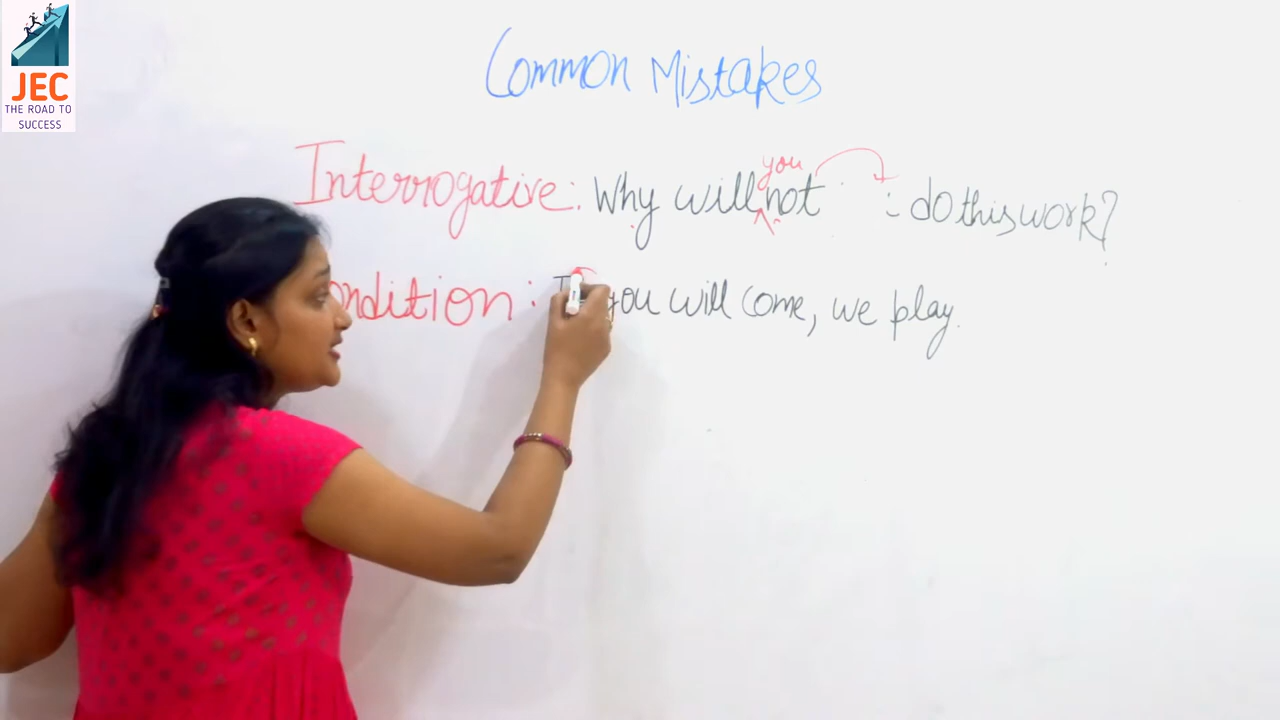 JEC
THE ROAD TO
SUCCESS
Common Mistakes
you
Interrogative: Why will not : do this work?
Condition: you will come, we play.